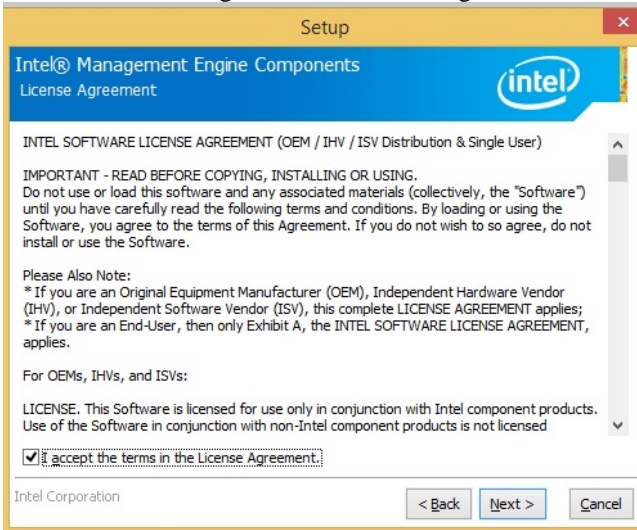 Setup
Intel® Management Engine Components
License Agreement
intel
INTEL SOFTWARE LICENSE AGREEMENT (OEM / IHV / ISV Distribution & Single User)
IMPORTANT - READ BEFORE COPYING, INSTALLING OR USING.
Do not use or load this software and any associated materials (collectively, the "Software")
until you have carefully read the following terms and conditions. By loading or using the
Software, you agree to the terms of this Agreement. If you do not wish to so agree, do not
install or use the Software.
Please Also Note:
* If you are an Original Equipment Manufacturer (OEM), Independent Hardware Vendor
(IHV), or Independent Software Vendor (ISV), this complete LICENSE AGREEMENT applies;
* If you are an End-User, then only Exhibit A, the INTEL SOFTWARE LICENSE AGREEMENT,
applies.
For OEMs, IHVs, and ISVs:
LICENSE. This Software is licensed for use only in conjunction with Intel component products.
Use of the Software in conjunction with non-Intel component products is not licensed
I accept the terms in the License Agreement.
Intel Corporation
< Back
Next >
Cancel